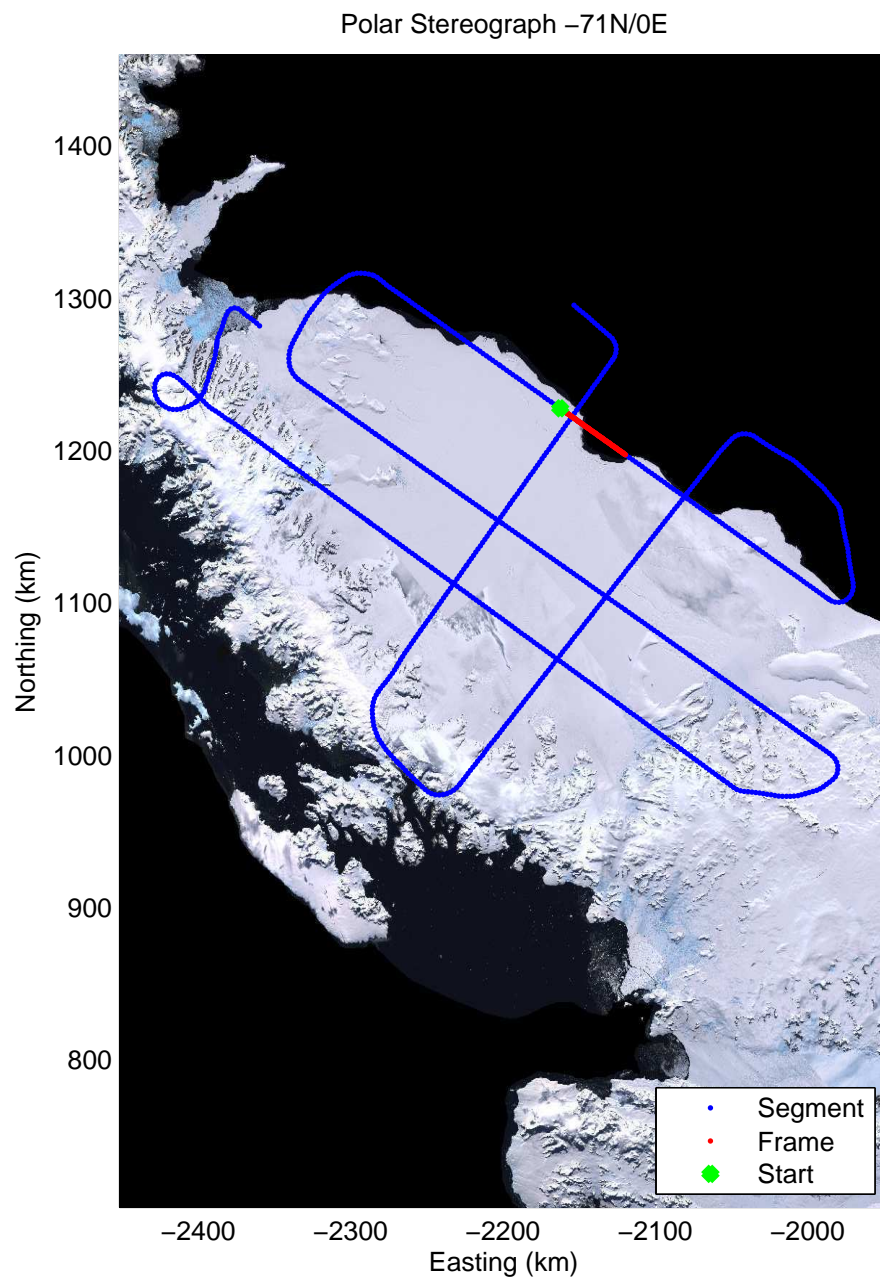 Polar Stereograph −71N/0E
1400
1300
1200
1100
1000
900
800
Northing (km)
−2400
−2300
−2200
−2100
−2000
Easting (km)
Segment
Frame
Start